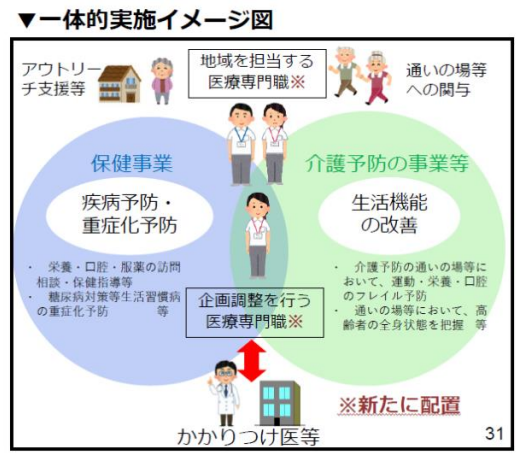 ▼一体的実施イメージ図
アウトリー
チ支援等
地域を担当する
医療専門職※
通いの場等
への関与
保健事業
介護予防の事業等
疾病予防・
重症化予防
生活機能
の改善
・ 栄養・口腔・服薬の訪問
相談・保健指導等
・ 糖尿病対策等生活習慣病
の重症化予防 等
・ 介護予防の通いの場等に
おいて、運動・栄養・口腔
のフレイル予防
・ 通いの場等において、高
齢者の全身状態を把握 等
企画調整を行う
医療専門職※
かかりつけ医等
※新たに配置
31